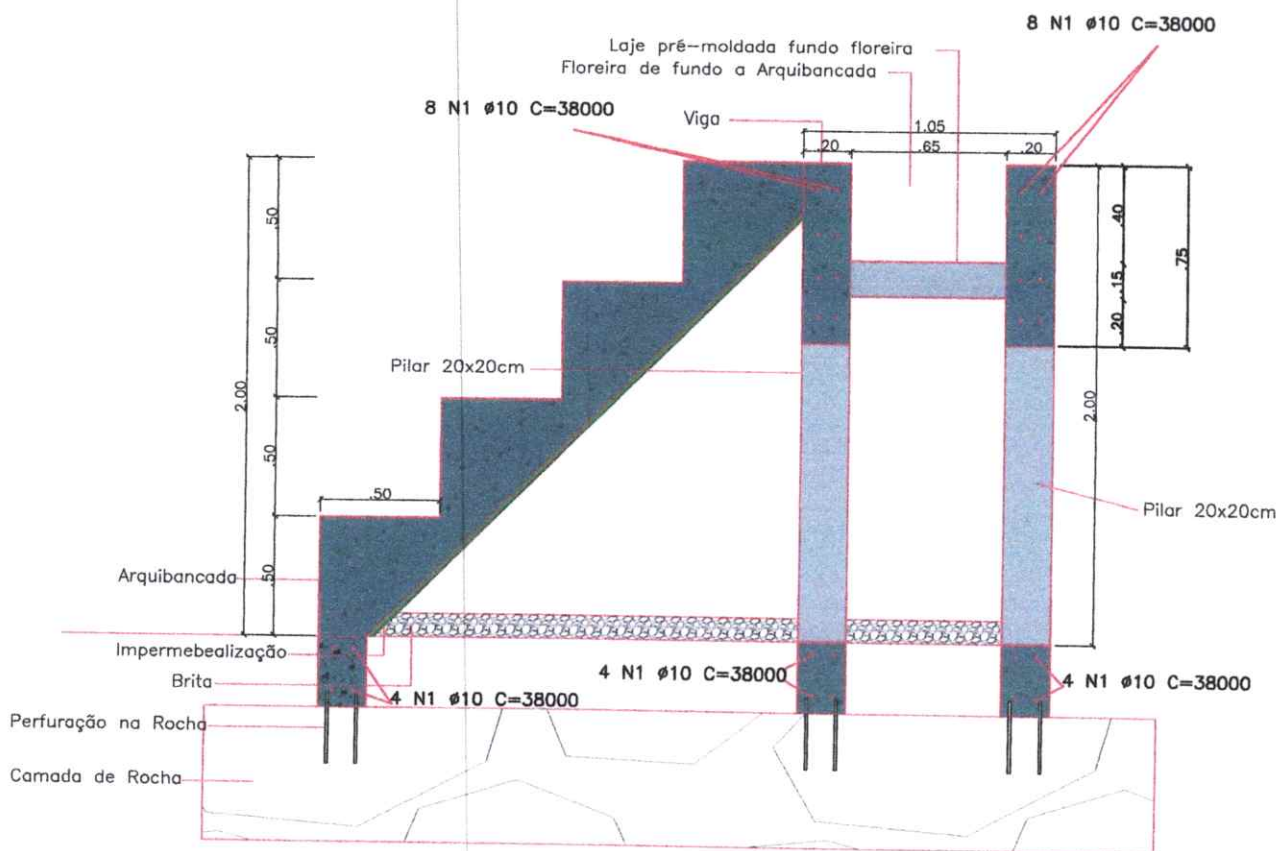 8 N1 ø10 C=38000
Laje pré-moldada fundo floreira
Floreira de fundo a Arquibancada
8 N1 ø10 C=38000
Viga
1.05
.20
.65
.20
.50
.40
.75
.15
.50
.20
Pilar 20x20cm
2.00
2.00
.50
.50
Pilar 20x20cm
Arquibancada
.50
Impermebealização
Brita
4 N1 ø10 C=38000
4 N1 ø10 C=38000
4 N1 ø10 C=38000
Perfuração na Rocha
Camada de Rocha